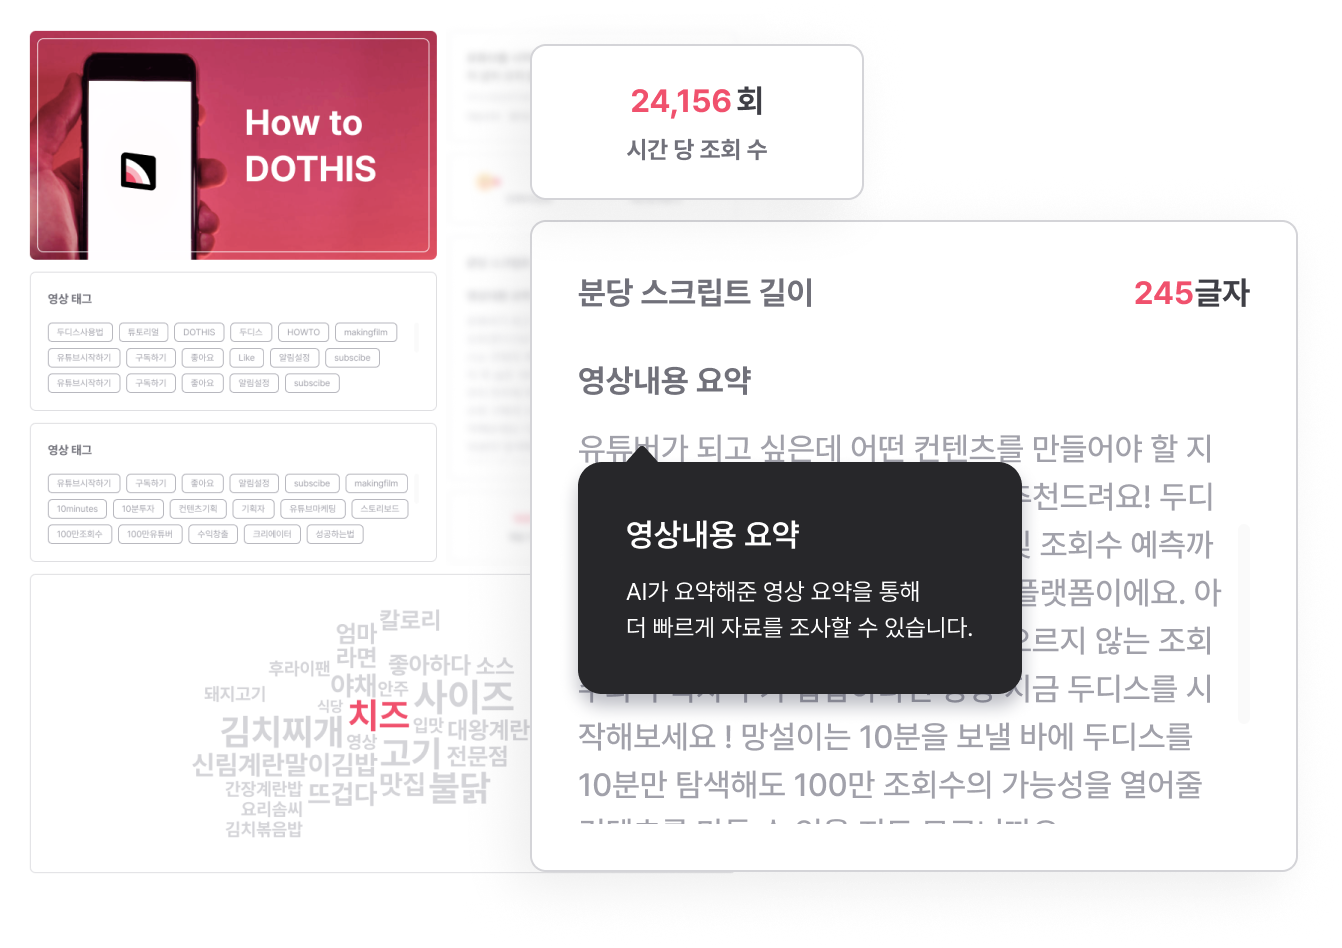 How to
DOTHIS
영상 태그
두디스사용법 튜토리얼 DOTHIS 두디스 HOWTO makingfilm
유튜브시작하기 구독하기 좋아요 Like 알림설정 subscibe
유튜브시작하기 구독하기 좋아요 알림설정 subscibe
영상 태그
유튜브시작하기 구독하기 좋아요 알림설정 subscibe makingfilm
10minutes 10분투자 컨텐츠기획 기획자 유튜브마케팅 스토리보드
100만조회수 100만유튜버 수익창출 크리에이터 성공하는법
칼로리
엄마
라면
후라이팬
좋아하다 소스
돼지고기
야채 안주
사이즈
식당
치즈
입맛 대왕계란
김치찌개
영상
고기 전문점
신림계란말이김밥
간장계란밥
뜨겁다
맛집 불닭
요리솜씨
김치볶음밥
24,156 회
시간 당 조회 수
분당 스크립트 길이 245글자
영상내용 요약
유튜버가 되고 싶은데 어떤 컨텐츠를 만들어야 할 지
추천드려요! 두디
및 조회수 예측까
플랫폼이에요. 아
오르지 않는 조회
지금 두디스를 시
작해보세요 ! 망설이는 10분을 보낼 바에 두디스를
10분만 탐색해도 100만 조회수의 가능성을 열어줄
영상내용 요약
AI가 요약해준 영상 요약을 통해
더 빠르게 자료를 조사할 수 있습니다.